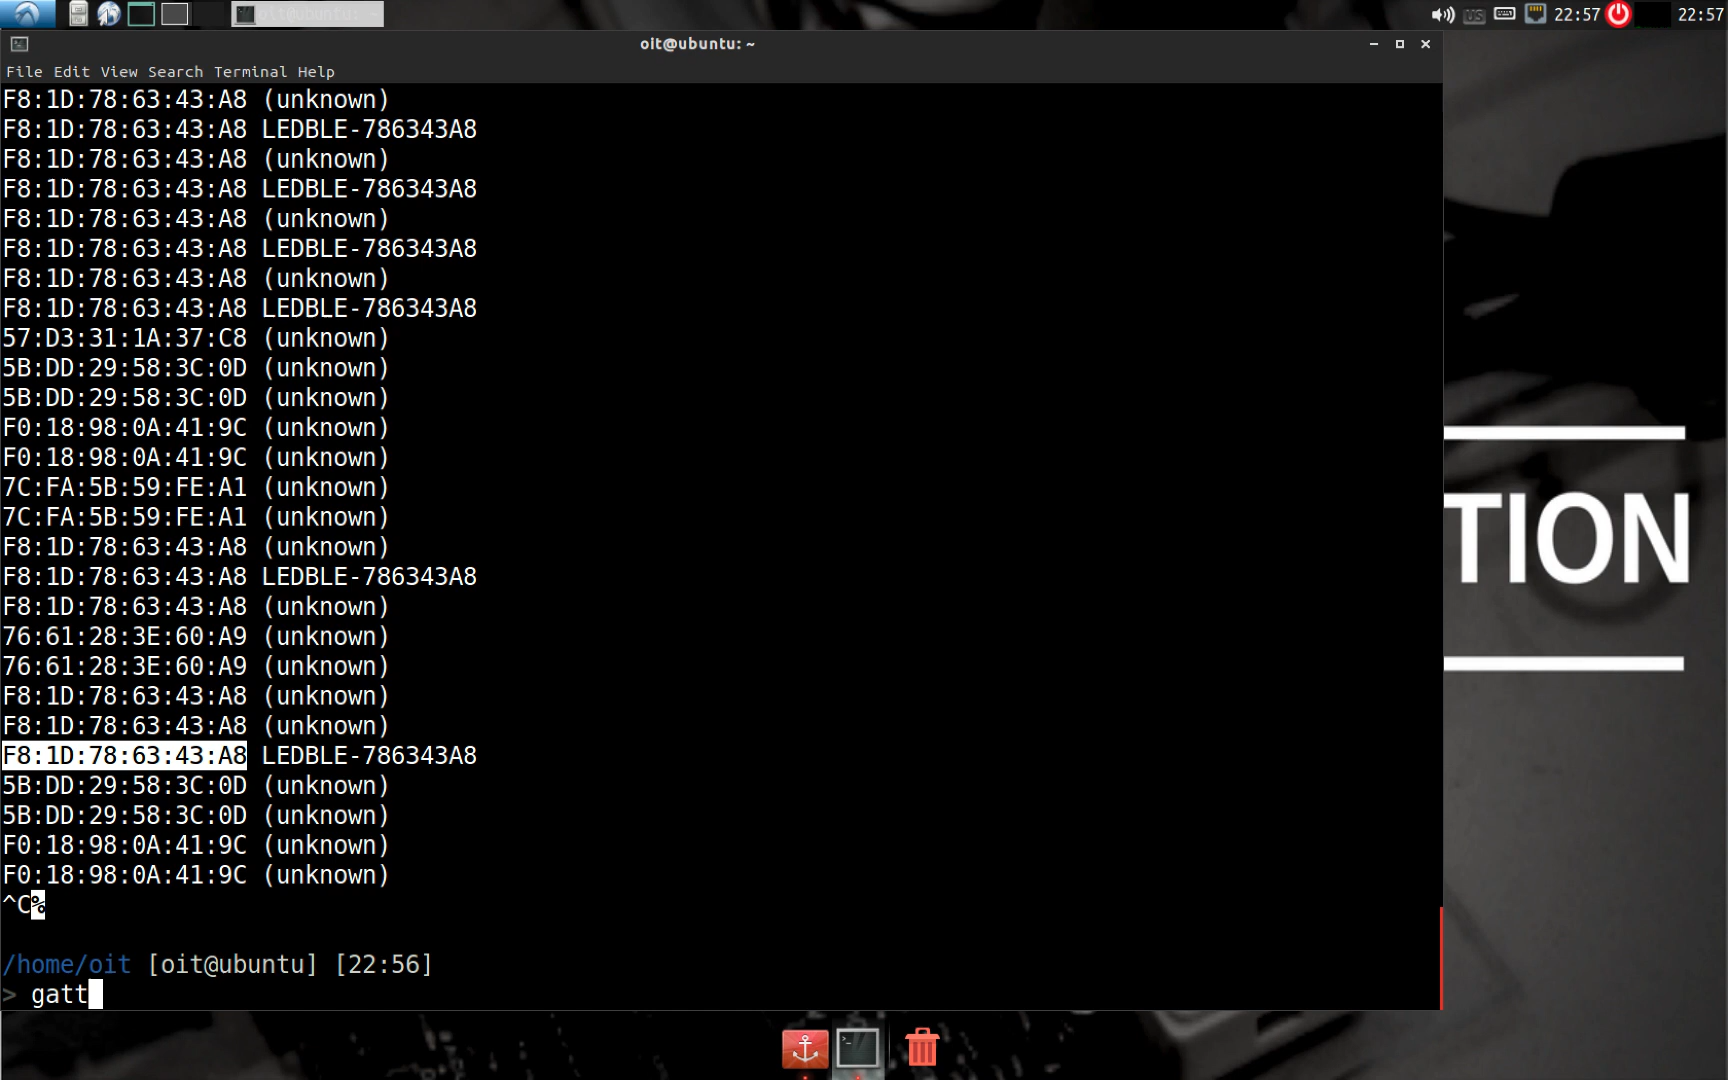 22:57 22:57
oit@ubuntu: ~
File Edit View Search Terminal Help
F8:1D:78:63:43:A8 (unknown)
F8:1D:78:63:43:A8 LEDBLE-786343A8
F8:1D:78:63:43:A8 (unknown)
F8:1D:78:63:43:A8 LEDBLE-786343A8
F8:1D:78:63:43:A8 (unknown)
F8:1D:78:63:43:A8 LEDBLE-786343A8
F8:1D:78:63:43:A8 (unknown)
F8:1D:78:63:43:A8 LEDBLE-786343A8
57:D3:31:1A:37:C8 (unknown)
5B:DD:29:58:3C:0D (unknown)
5B:DD:29:58:3C:0D (unknown)
F0:18:98:0A:41:9C (unknown)
F0:18:98:0A:41:9C (unknown)
7C:FA:5B:59:FE:A1 (unknown)
7C:FA:5B:59:FE:A1 (unknown)
F8:1D:78:63:43:A8 (unknown)
F8:1D:78:63:43:A8 LEDBLE-786343A8
F8:1D:78:63:43:A8 (unknown)
76:61:28:3E:60:A9 (unknown)
76:61:28:3E:60:A9 (unknown)
F8:1D:78:63:43:A8 (unknown)
F8:1D:78:63:43:A8 (unknown)
F8:1D:78:63:43:A8 LEDBLE-786343A8
5B:DD:29:58:3C:0D (unknown)
5B:DD:29:58:3C:0D (unknown)
F0:18:98:0A:41:9C (unknown)
F0:18:98:0A:41:9C (unknown)
^C%
/home/oit [oit@ubuntu] [22:56]
> gatt
TION